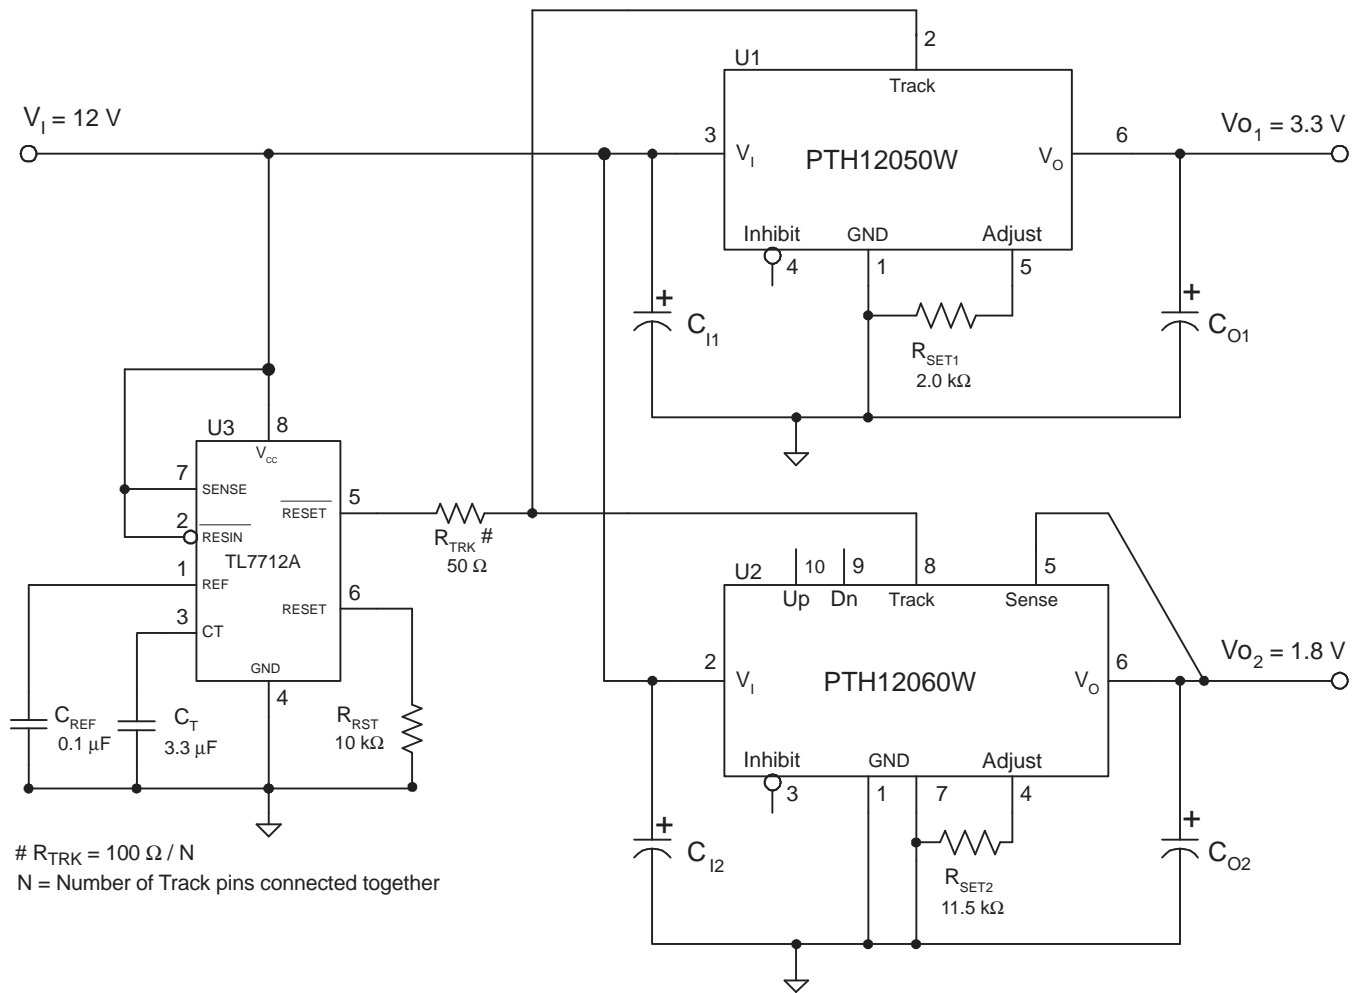 2
U1
Track
V_I = 12 V
3
6
Vo_1 = 3.3 V
V_I
PTH12050W
V_O
Inhibit
GND
Adjust
4
1
5
+
+
C_I1
C_O1
R_SET1
2.0 kΩ
U3
8
V_CC
7
SENSE
5
RESET
2
RESIN
R_TRK #
50 Ω
TL7712A
1
REF
6
RESET
3
CT
GND
4
C_REF
0.1 µF
C_T
3.3 µF
R_RST
10 kΩ
U2
10
9
8
5
Up
Dn
Track
Sense
2
6
Vo_2 = 1.8 V
V_I
PTH12060W
V_O
Inhibit
GND
Adjust
3
1
7
4
+
+
C_I2
C_O2
R_SET2
11.5 kΩ
# R_TRK = 100 Ω / N
N = Number of Track pins connected together